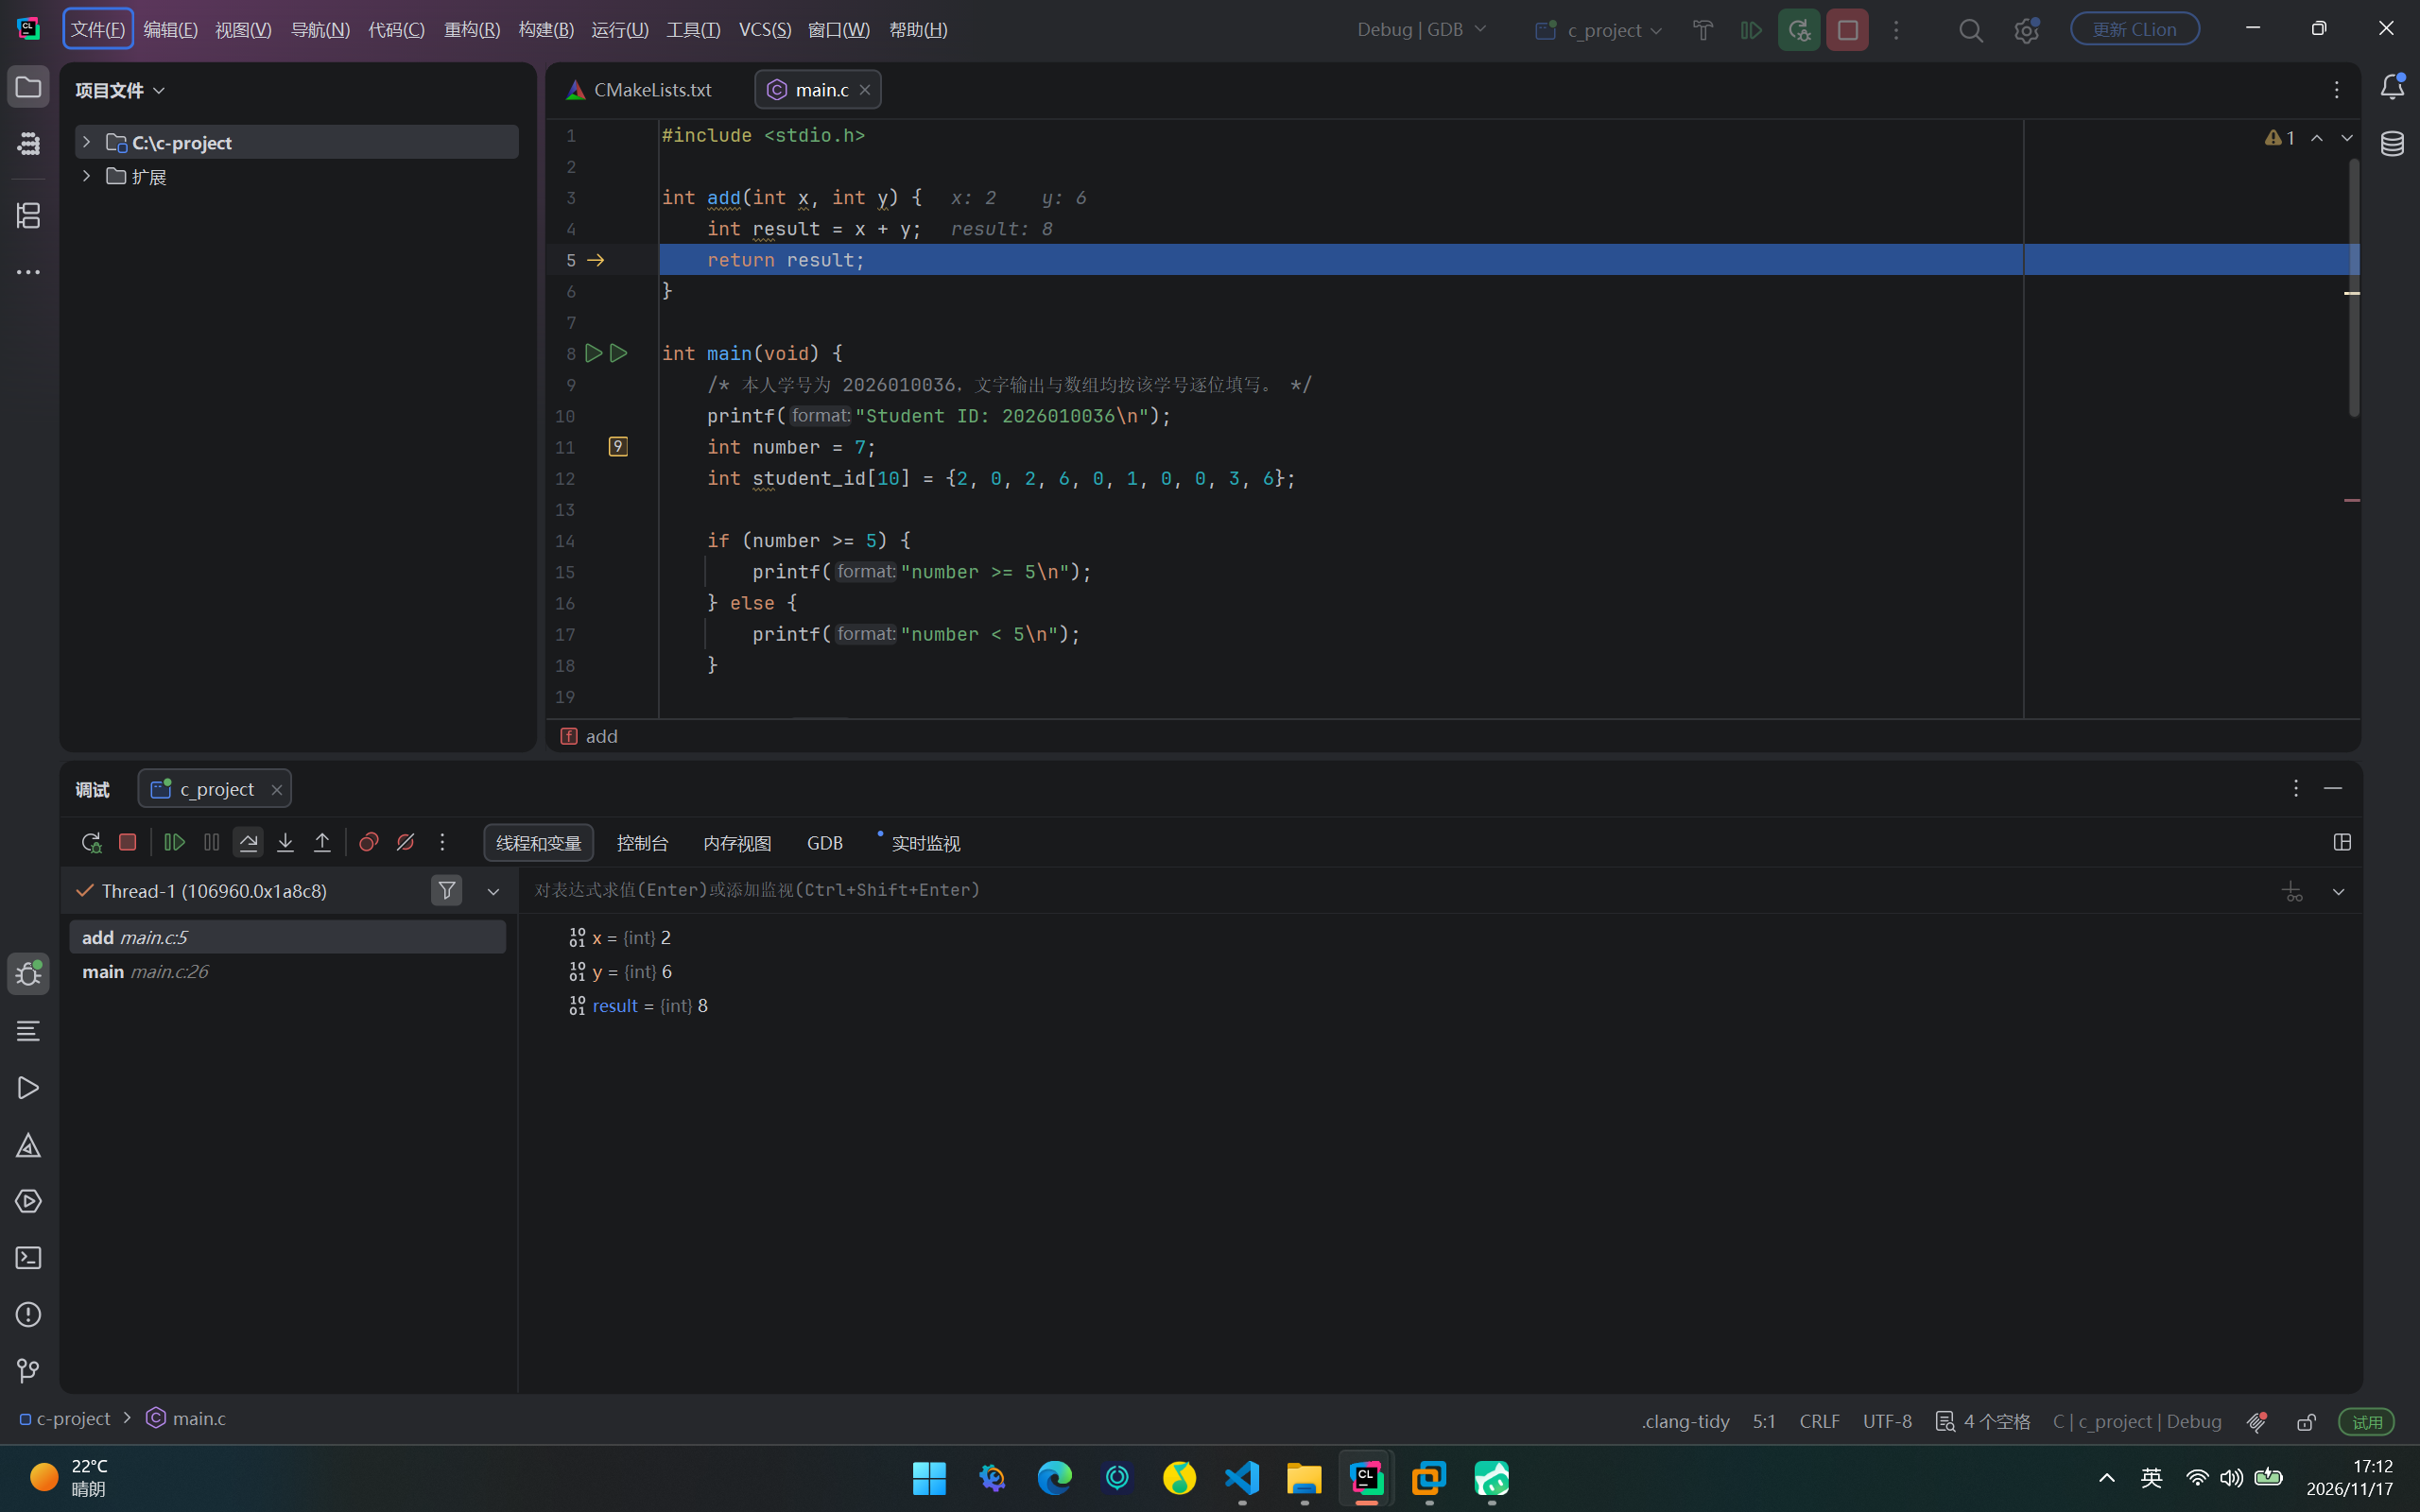 文件(F) 编辑(E) 视图(V) 导航(N) 代码(C) 重构(R) 构建(B) 运行(U) 工具(T) VCS(S) 窗口(W) 帮助(H) Debug | GDB c_project 更新 CLion
项目文件
C:\c-project
扩展
CMakeLists.txt main.c
1 #include <stdio.h>
2
3 int add(int x, int y) { x: 2 y: 6
4 int result = x + y; result: 8
5 return result;
6 }
7
8 int main(void) {
9 /* 本人学号为 2026010036，文字输出与数组均按该学号逐位填写。 */
10 printf(format: "Student ID: 2026010036\n");
11 int number = 7;
12 int student_id[10] = {2, 0, 2, 6, 0, 1, 0, 0, 3, 6};
13
14 if (number >= 5) {
15 printf(format: "number >= 5\n");
16 } else {
17 printf(format: "number < 5\n");
18 }
19
1
f add
调试 c_project
线程和变量 控制台 内存视图 GDB 实时监视
Thread-1 (106960.0x1a8c8)
对表达式求值(Enter)或添加监视(Ctrl+Shift+Enter)
add main.c:5
main main.c:26
x = {int} 2
y = {int} 6
result = {int} 8
c-project main.c
.clang-tidy 5:1 CRLF UTF-8 4 个空格 C | c_project | Debug 试用
22°C
晴朗
英
17:12
2026/11/17